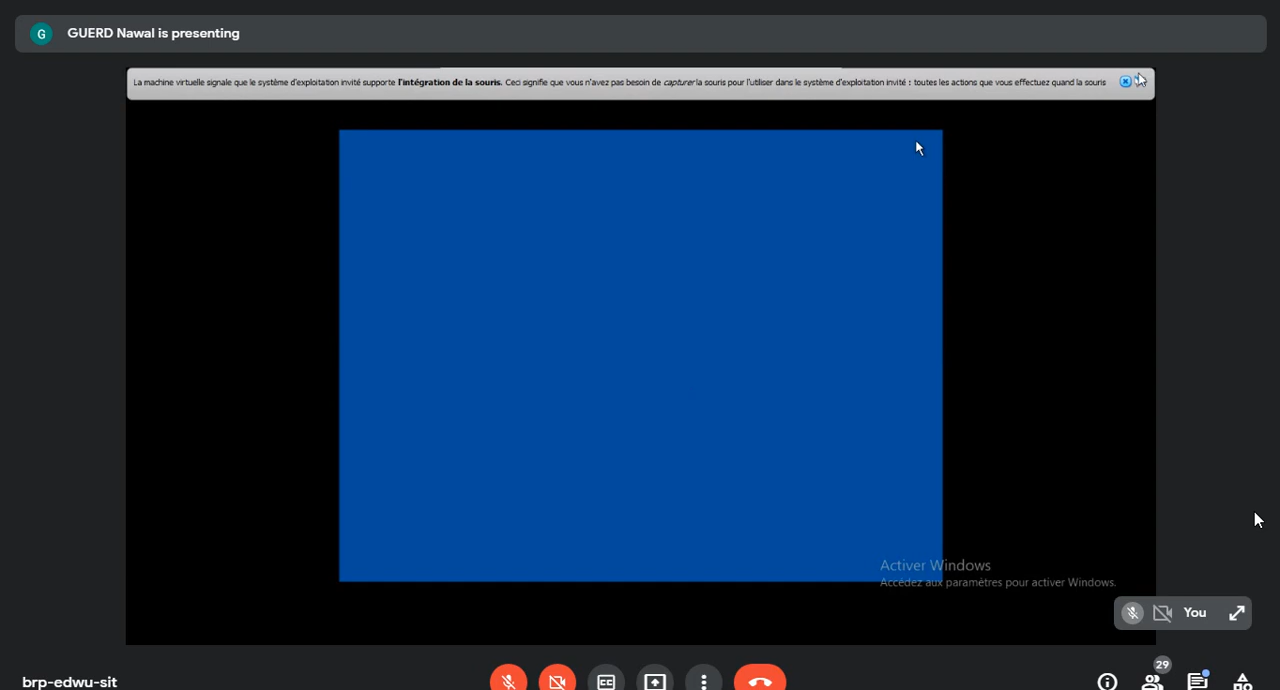 G
GUERD Nawal is presenting
La machine virtuelle signale que le système d'exploitation invité supporte l'intégration de la souris. Ceci signifie que vous n'avez pas besoin de capturer la souris pour l'utiliser dans le système d'exploitation invité : toutes les actions que vous effectuez quand la souris
Activer Windows
Accédez aux paramètres pour activer Windows.
You
brp-edwu-sit
CC
29